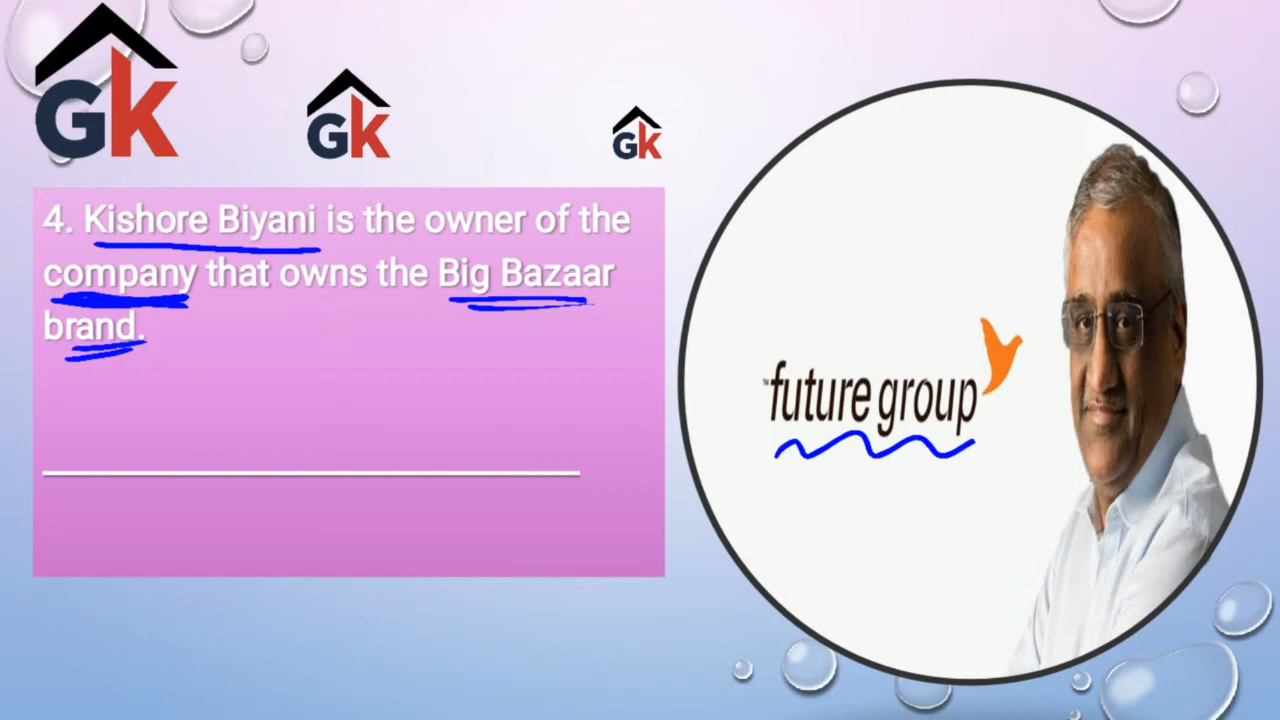 Gk
Gk
Gk
4. Kishore Biyani is the owner of the
company that owns the Big Bazaar
brand.
TM future group